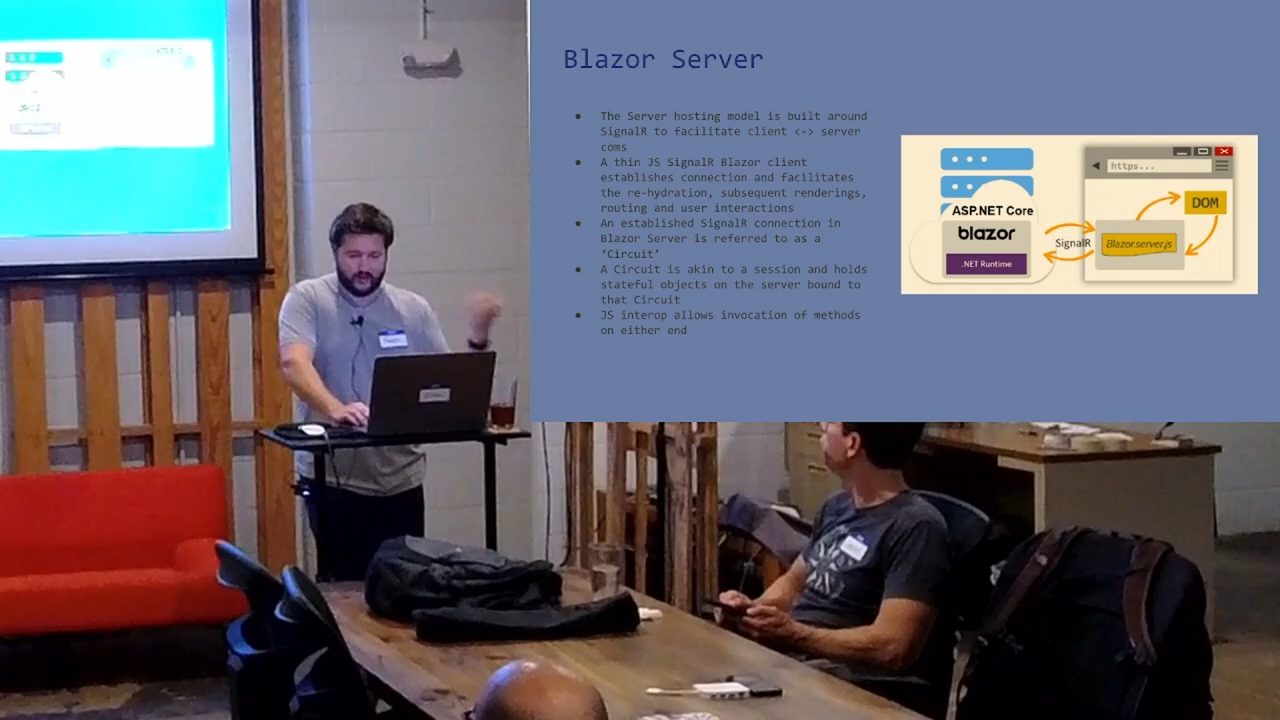 Blazor Server
● The Server hosting model is built around
SignalR to facilitate client <-> server
coms
● A thin JS SignalR Blazor client
establishes connection and facilitates
the re-hydration, subsequent renderings,
routing and user interactions
● An established SignalR connection in
Blazor Server is referred to as a
‘Circuit’
● A Circuit is akin to a session and holds
stateful objects on the server bound to
that Circuit
● JS interop allows invocation of methods
on either end
https...
DOM
ASP.NET Core
blazor
.NET Runtime
SignalR
Blazor.server.js